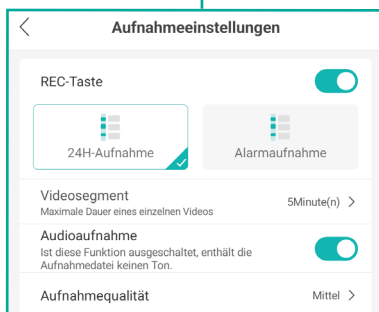 Aufnahmeeinstellungen
REC-Taste
24H-Aufnahme
Alarmaufnahme
Videosegment
5Minute(n)
Maximale Dauer eines einzelnen Videos
Audioaufnahme
Ist diese Funktion ausgeschaltet, enthält die
Aufnahmedatei keinen Ton.
Aufnahmequalität
Mittel